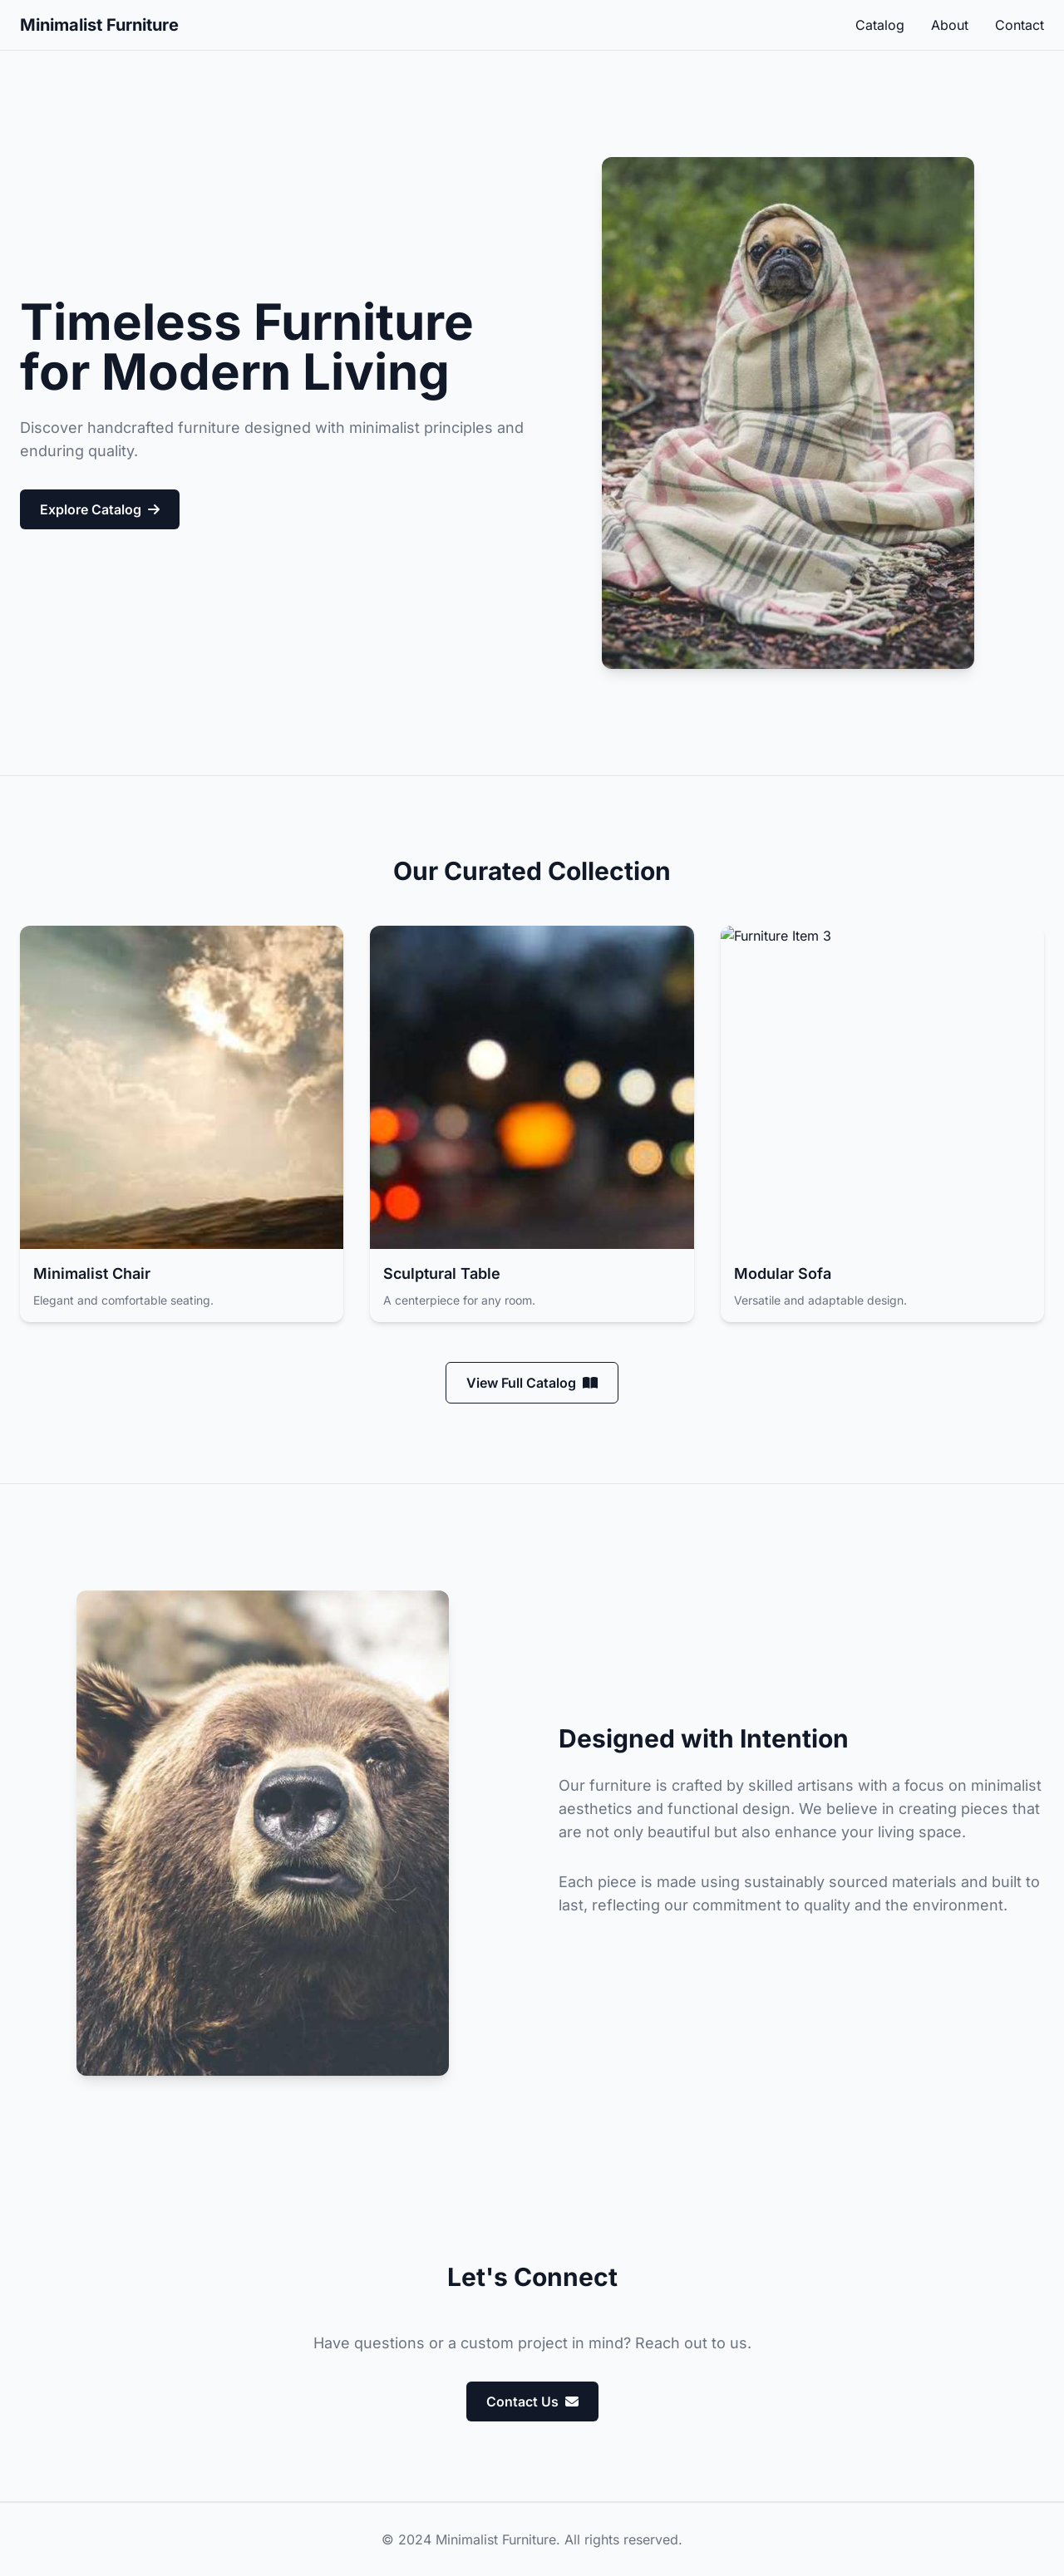 Minimalist Furniture
Catalog About Contact
Timeless Furniture
for Modern Living
Discover handcrafted furniture designed with minimalist principles and
enduring quality.
Explore Catalog
Our Curated Collection
Furniture Item 3
Minimalist Chair
Elegant and comfortable seating.
Sculptural Table
A centerpiece for any room.
Modular Sofa
Versatile and adaptable design.
View Full Catalog
Designed with Intention
Our furniture is crafted by skilled artisans with a focus on minimalist
aesthetics and functional design. We believe in creating pieces that
are not only beautiful but also enhance your living space.
Each piece is made using sustainably sourced materials and built to
last, reflecting our commitment to quality and the environment.
Let's Connect
Have questions or a custom project in mind? Reach out to us.
Contact Us
© 2024 Minimalist Furniture. All rights reserved.